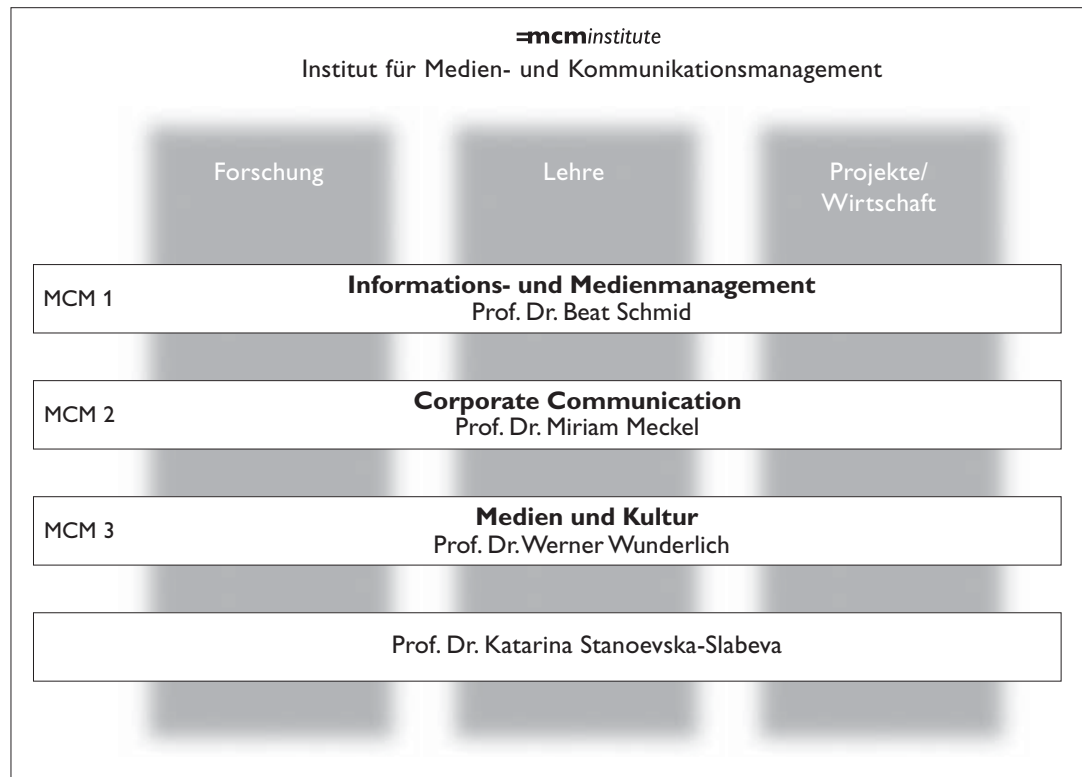 =mcminstitute
Institut für Medien- und Kommunikationsmanagement
Forschung
Lehre
Projekte/
Wirtschaft
MCM 1
Informations- und Medienmanagement
Prof. Dr. Beat Schmid
MCM 2
Corporate Communication
Prof. Dr. Miriam Meckel
MCM 3
Medien und Kultur
Prof. Dr. Werner Wunderlich
Prof. Dr. Katarina Stanoevska-Slabeva